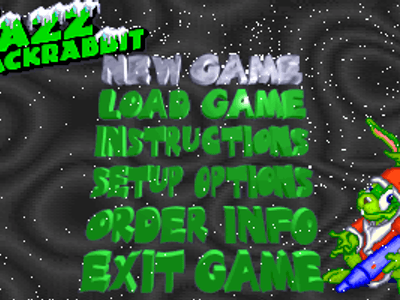 AZZ
ACKRABBIT
NEW GAME
LOAD GAME
INSTRUCTIONS
SETUP OPTIONS
ORDER INFO
EXIT GAME